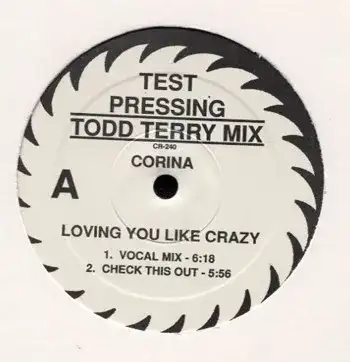 TEST
PRESSING
TODD TERRY MIX
CR-240
CORINA
A
LOVING YOU LIKE CRAZY
1. VOCAL MIX - 6:18
2. CHECK THIS OUT - 5:56